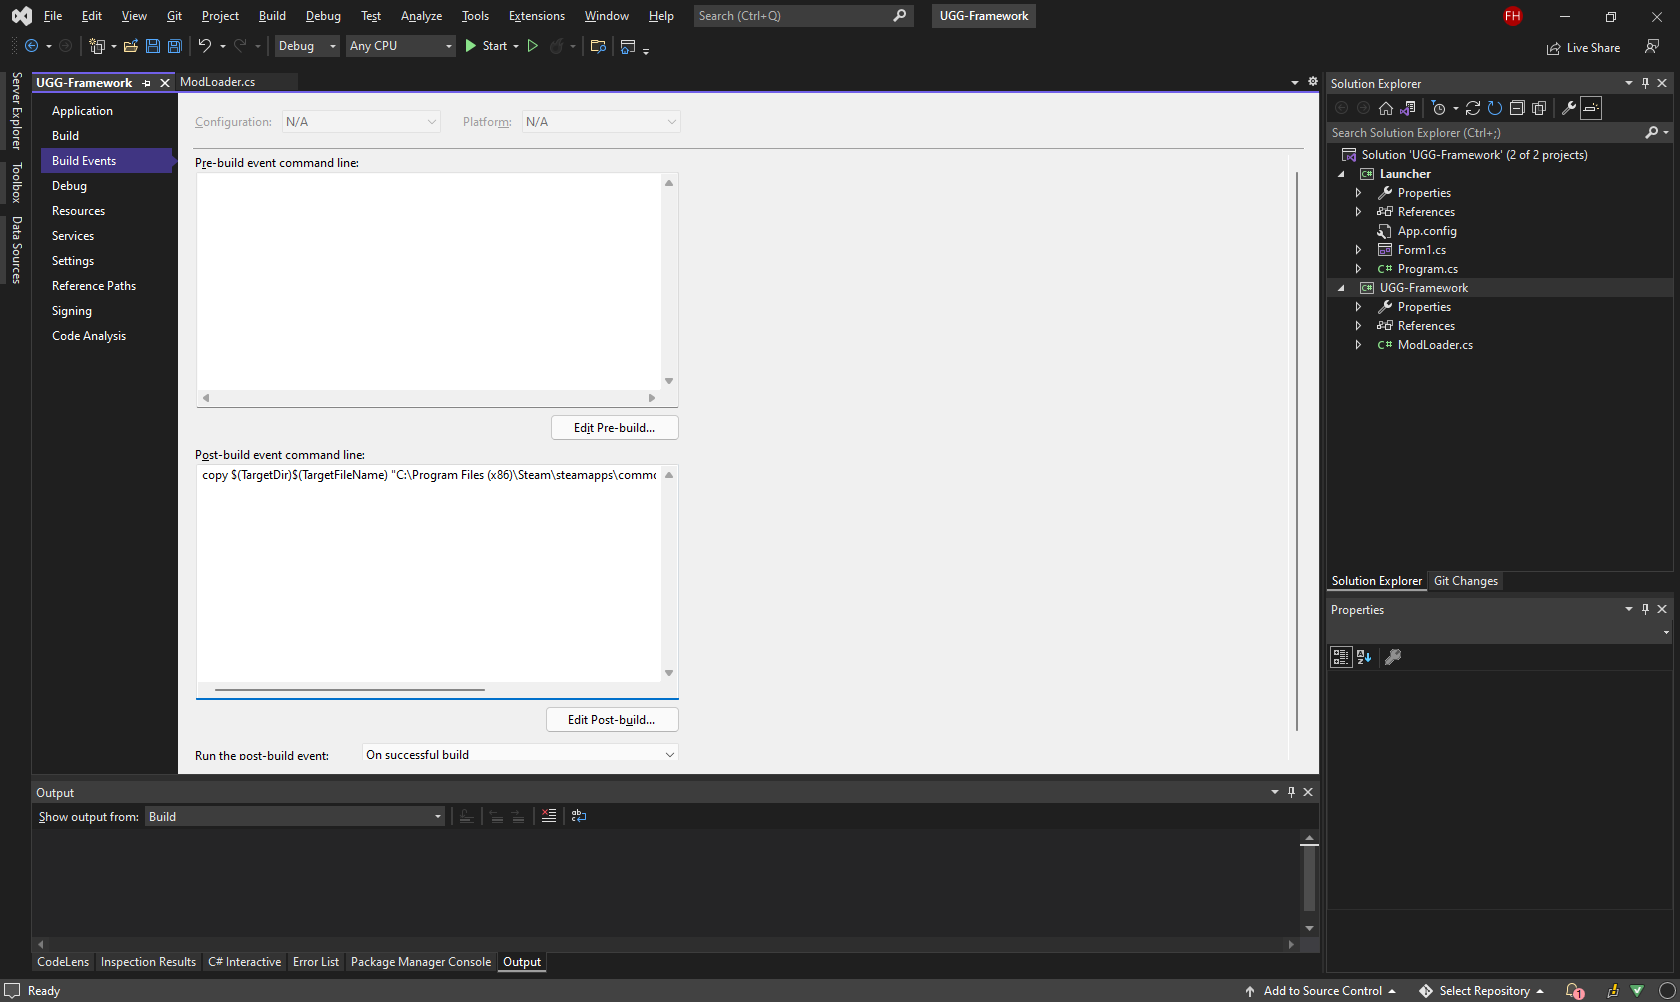 File Edit View Git Project Build Debug Test Analyze Tools Extensions Window Help Search (Ctrl+Q) UGG-Framework FH
Debug Any CPU Start Live Share
Server Explorer
Toolbox
Data Sources
UGG-Framework ModLoader.cs
Application
Build
Build Events
Debug
Resources
Services
Settings
Reference Paths
Signing
Code Analysis
Configuration: N/A Platform: N/A
Pre-build event command line:
Edit Pre-build...
Post-build event command line:
copy $(TargetDir)$(TargetFileName) "C:\Program Files (x86)\Steam\steamapps\commo
Edit Post-build...
Run the post-build event: On successful build
Solution Explorer
Search Solution Explorer (Ctrl+;)
Solution 'UGG-Framework' (2 of 2 projects)
C# Launcher
Properties
References
App.config
Form1.cs
C# Program.cs
C# UGG-Framework
Properties
References
C# ModLoader.cs
Solution Explorer Git Changes
Properties
Output
Show output from: Build
CodeLens Inspection Results C# Interactive Error List Package Manager Console Output
Ready Add to Source Control Select Repository 1